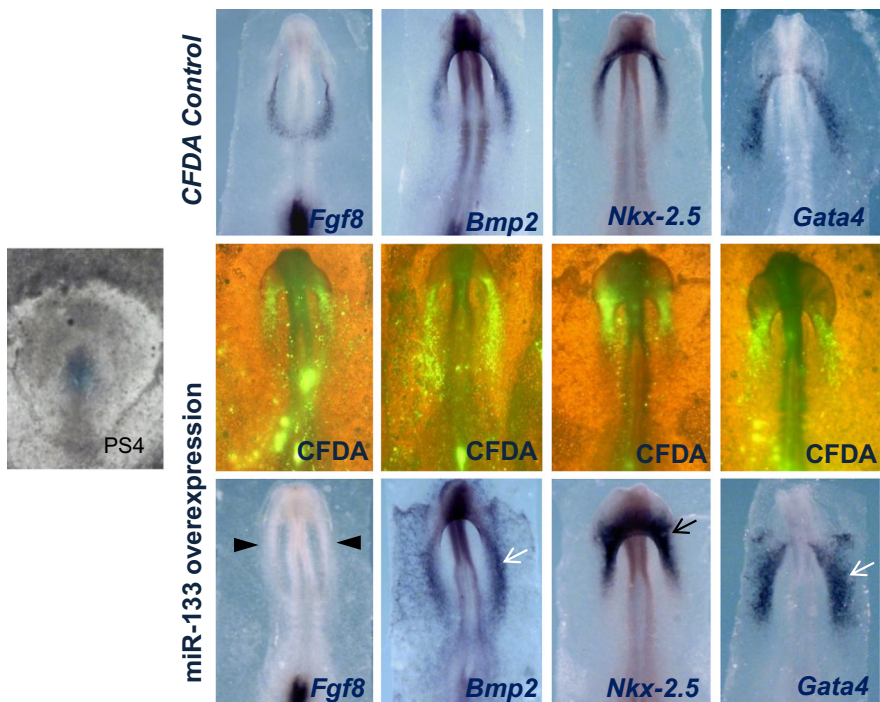 CFDA Control
Fgf8
Bmp2
Nkx-2.5
Gata4
PS4
miR-133 overexpression
CFDA
CFDA
CFDA
CFDA
Fgf8
Bmp2
Nkx-2.5
Gata4